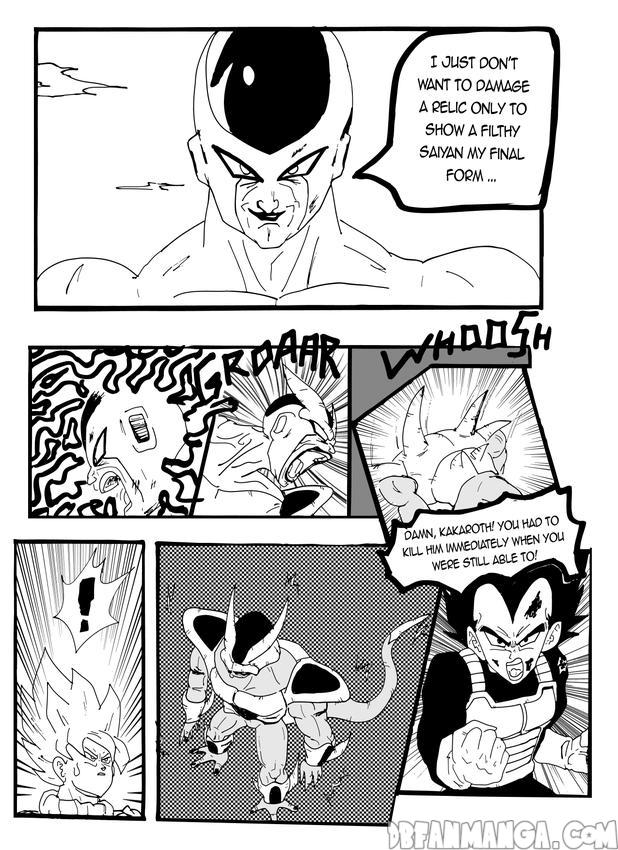 I JUST DON'T
WANT TO DAMAGE
A RELIC ONLY TO
SHOW A FILTHY
SAIYAN MY FINAL
FORM ...
GROAAR
WHOOSH
DAMN, KAKAROTH! YOU HAD TO
KILL HIM IMMEDIATELY WHEN YOU
WERE STILL ABLE TO!
!
DBFANMANGA.COM